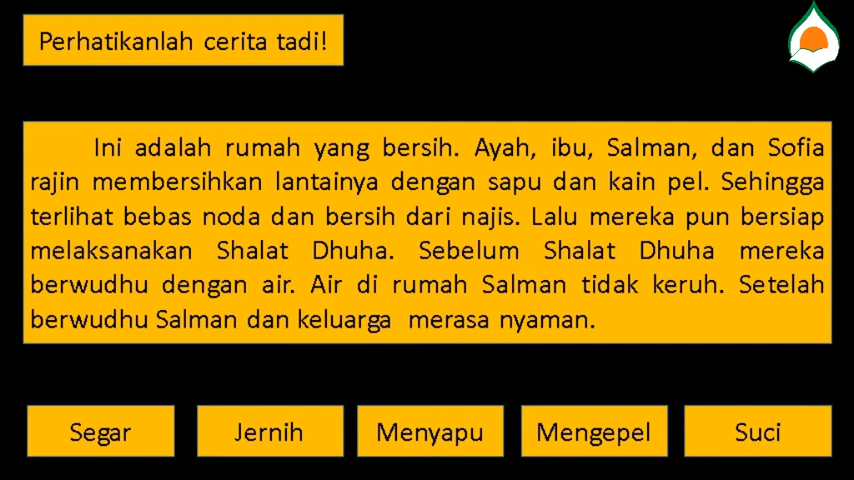 Perhatikanlah cerita tadi!
Ini adalah rumah yang bersih. Ayah, ibu, Salman, dan Sofia
rajin membersihkan lantainya dengan sapu dan kain pel. Sehingga
terlihat bebas noda dan bersih dari najis. Lalu mereka pun bersiap
melaksanakan Shalat Dhuha. Sebelum Shalat Dhuha mereka
berwudhu dengan air. Air di rumah Salman tidak keruh. Setelah
berwudhu Salman dan keluarga merasa nyaman.
Segar
Jernih
Menyapu
Mengepel
Suci